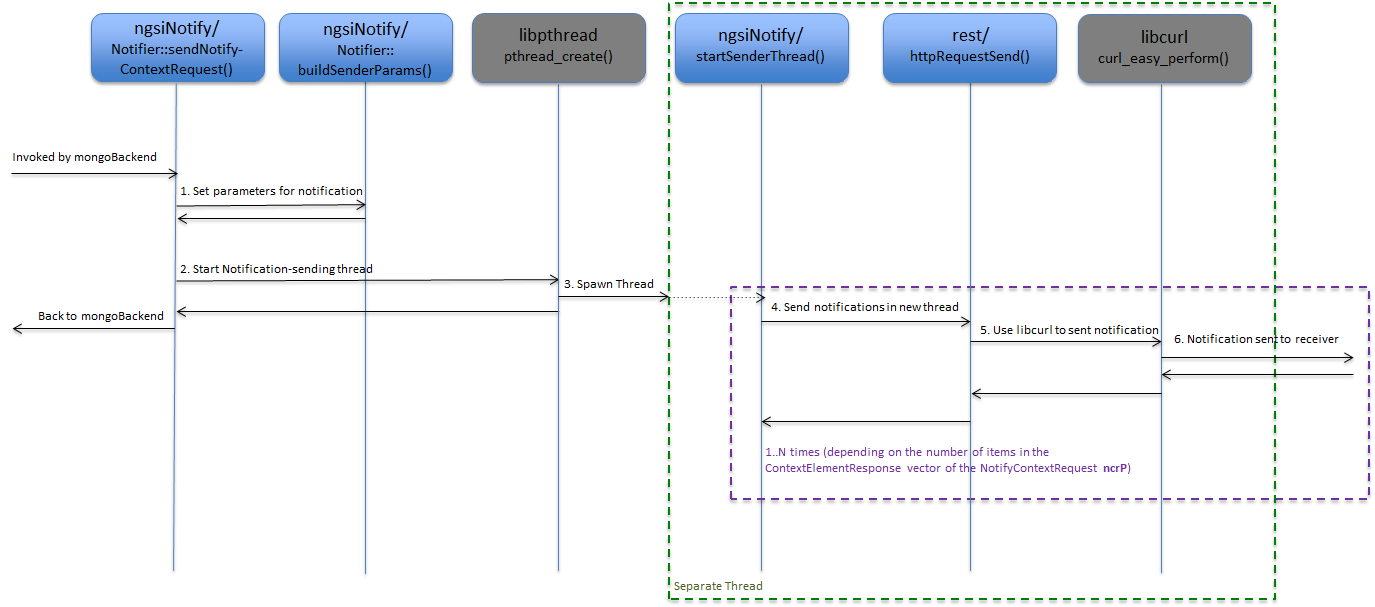 ngsiNotify/
Notifier::sendNotify-
ContextRequest()
ngsiNotify/
Notifier::
buildSenderParams()
libpthread
pthread_create()
ngsiNotify/
startSenderThread()
rest/
httpRequestSend()
libcurl
curl_easy_perform()
Invoked by mongoBackend
1. Set parameters for notification
2. Start Notification-sending thread
3. Spawn Thread
Back to mongoBackend
4. Send notifications in new thread
5. Use libcurl to sent notification
6. Notification sent to receiver
1..N times (depending on the number of items in the
ContextElementResponse vector of the NotifyContextRequest ncrP)
Separate Thread